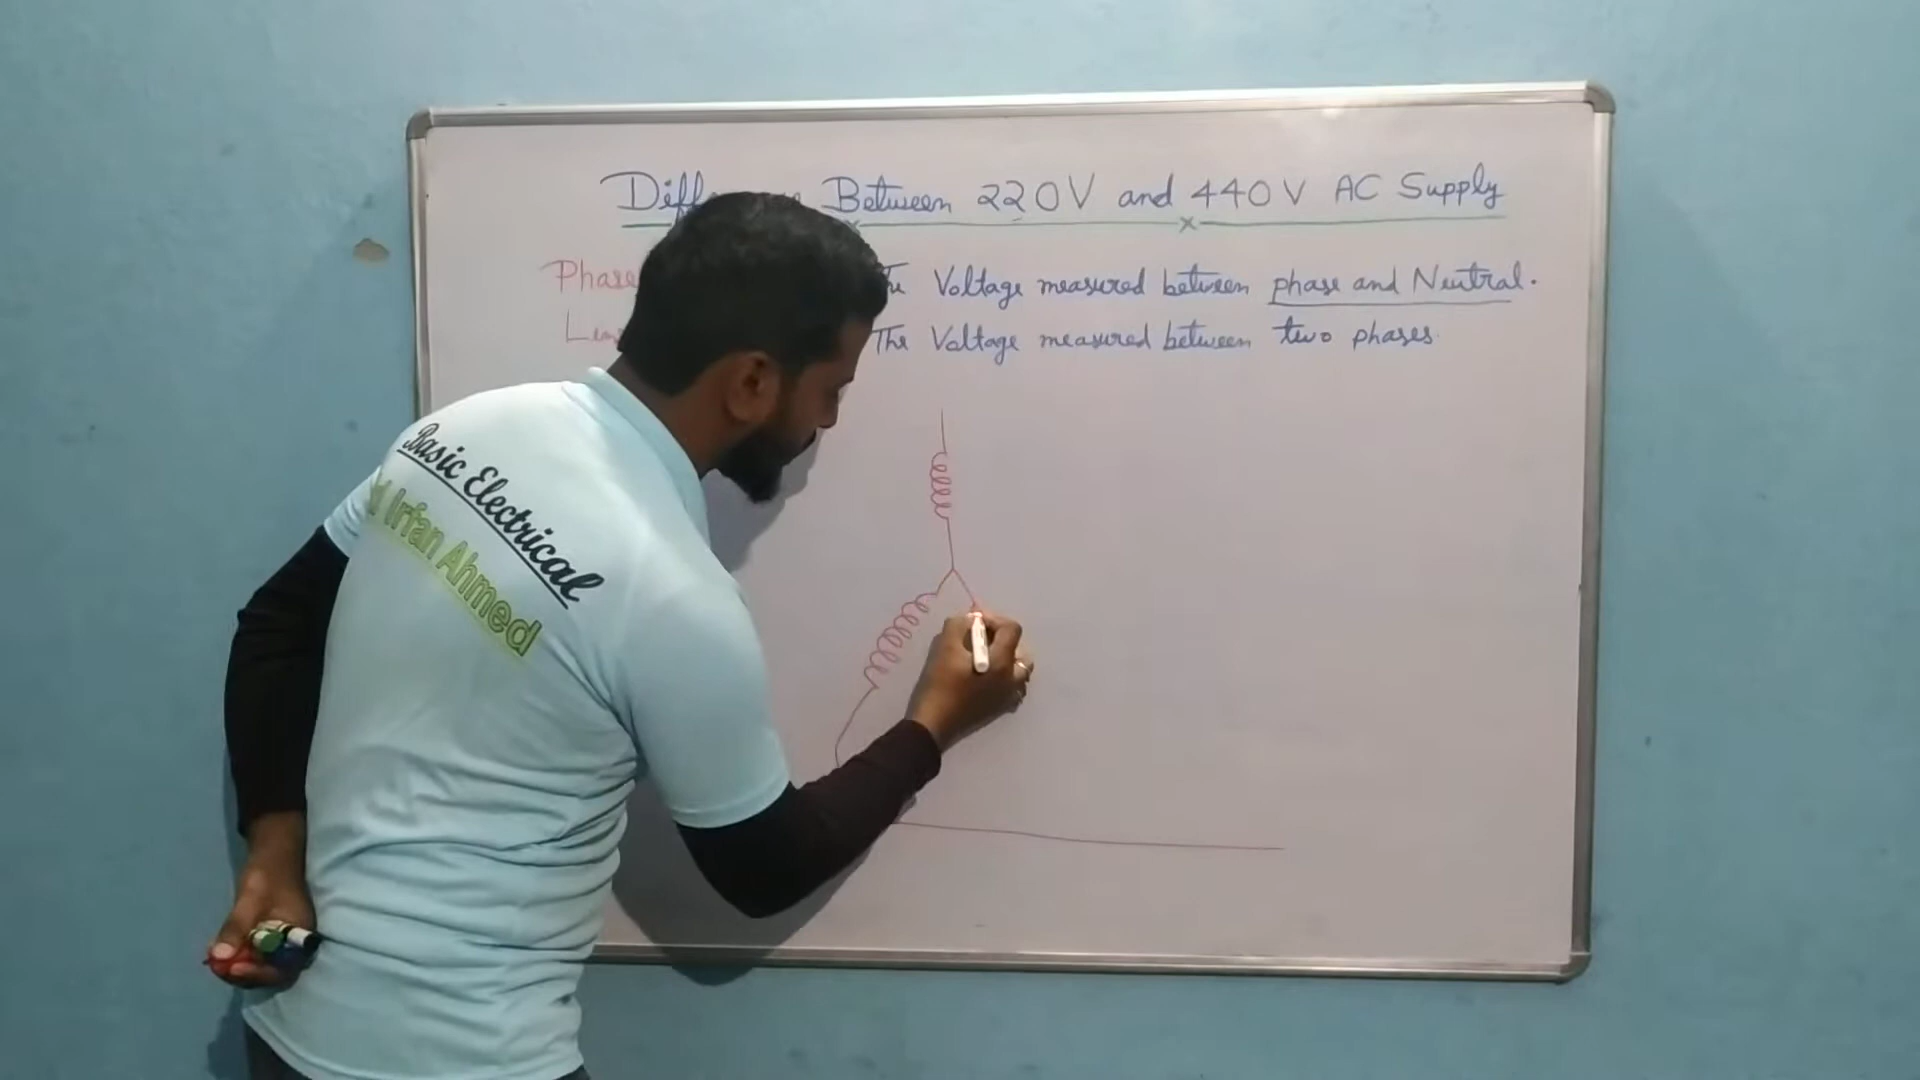 Between 220V and 440V AC Supply
Phase The Voltage measured between phase and Neutral.
The Voltage measured between two phases.
Basic Electrical
Irfan Ahmed